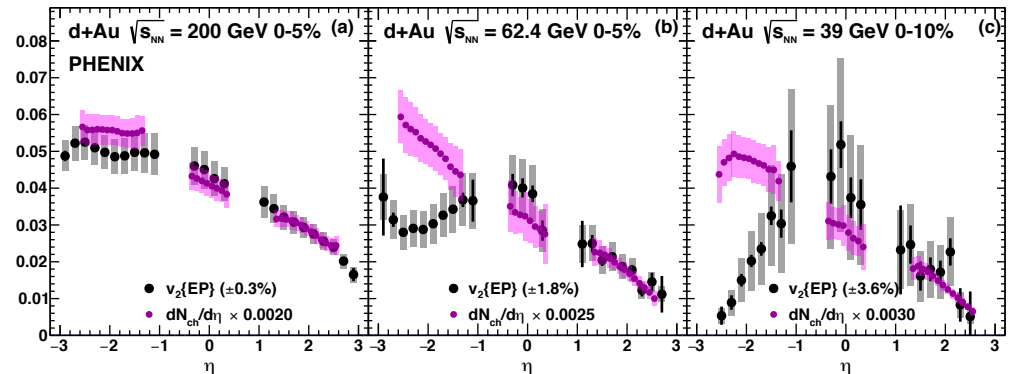 d+Au √s_NN = 200 GeV 0-5% (a)
PHENIX
0.08
0.07
0.06
0.05
0.04
0.03
0.02
0.01
0
v₂{EP} (±0.3%)
dN_ch/dη × 0.0020
−3 −2 −1 0 1 2 3
η
d+Au √s_NN = 62.4 GeV 0-5% (b)
v₂{EP} (±1.8%)
dN_ch/dη × 0.0025
−3 −2 −1 0 1 2 3
η
d+Au √s_NN = 39 GeV 0-10% (c)
v₂{EP} (±3.6%)
dN_ch/dη × 0.0030
−3 −2 −1 0 1 2 3
η